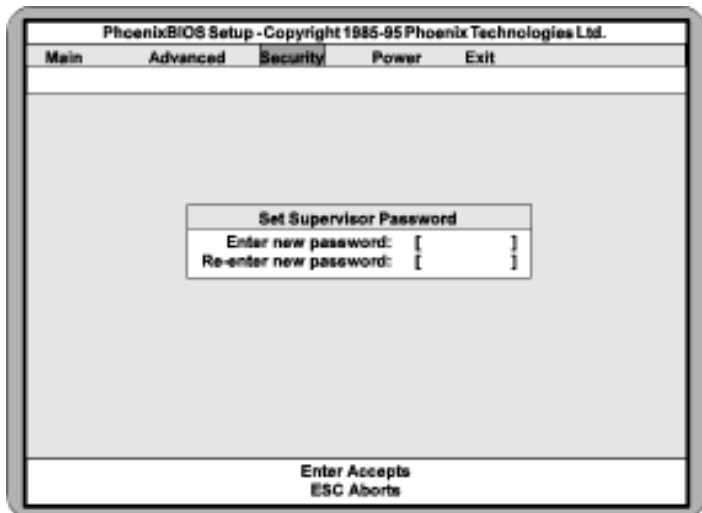 PhoenixBIOS Setup - Copyright 1985-95 Phoenix Technologies Ltd.
Main Advanced Security Power Exit
Set Supervisor Password
Enter new password: [ ]
Re-enter new password: [ ]
Enter Accepts
ESC Aborts